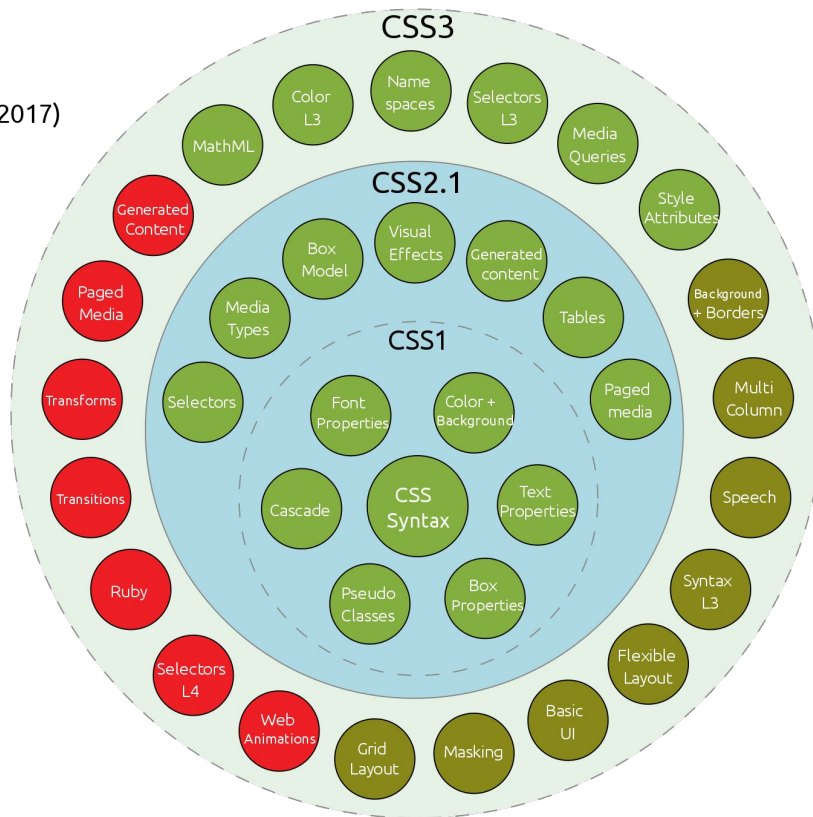 CSS3
2017)
Name
spaces
Color
L3
Selectors
L3
MathML
Media
Queries
Generated
Content
Style
Attributes
Paged
Media
Background
+ Borders
Transforms
Multi
Column
Transitions
Speech
Ruby
Syntax
L3
Selectors
L4
Flexible
Layout
Web
Animations
Basic
UI
Grid
Layout
Masking
CSS2.1
Visual
Effects
Box
Model
Generated
content
Media
Types
Tables
Selectors
Paged
media
CSS1
Font
Properties
Color +
Background
Cascade
CSS
Syntax
Text
Properties
Pseudo
Classes
Box
Properties